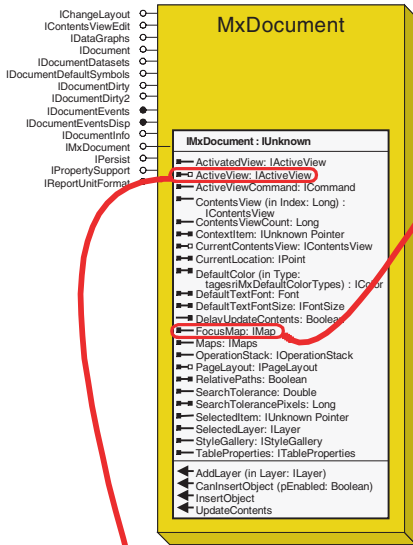 MxDocument
IChangeLayout
IContentsViewEdit
IDataGraphs
IDocument
IDocumentDatasets
IDocumentDefaultSymbols
IDocumentDirty
IDocumentDirty2
IDocumentEvents
IDocumentEventsDisp
IDocumentInfo
IMxDocument
IPersist
IPropertySupport
IReportUnitFormat
IMxDocument : IUnknown
ActivatedView: IActiveView
ActiveView: IActiveView
ActiveViewCommand: ICommand
ContentsView (in Index: Long) :
IContentsView
ContentsViewCount: Long
ContextItem: IUnknown Pointer
CurrentContentsView: IContentsView
CurrentLocation: IPoint
DefaultColor (in Type:
tagesriMxDefaultColorTypes) : IColor
DefaultTextFont: Font
DefaultTextFontSize: IFontSize
DelayUpdateContents: Boolean
FocusMap: IMap
Maps: IMaps
OperationStack: IOperationStack
PageLayout: IPageLayout
RelativePaths: Boolean
SearchTolerance: Double
SearchTolerancePixels: Long
SelectedItem: IUnknown Pointer
SelectedLayer: ILayer
StyleGallery: IStyleGallery
TableProperties: ITableProperties
AddLayer (in Layer: ILayer)
CanInsertObject (pEnabled: Boolean)
InsertObject
UpdateContents